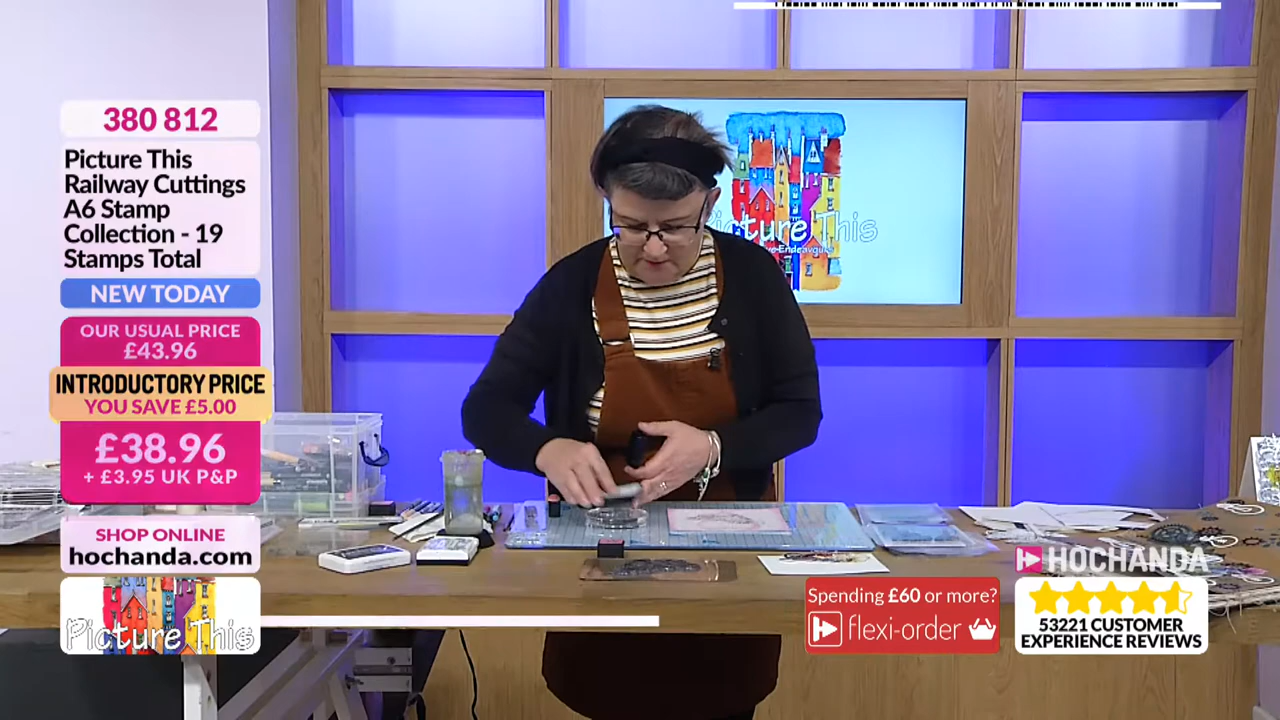 380 812
Picture This
Railway Cuttings
A6 Stamp
Collection - 19
Stamps Total
NEW TODAY
OUR USUAL PRICE
£43.96
INTRODUCTORY PRICE
YOU SAVE £5.00
£38.96
+ £3.95 UK P&P
SHOP ONLINE
hochanda.com
Picture This
Picture This
HOCHANDA
Spending £60 or more?
flexi-order
53221 CUSTOMER
EXPERIENCE REVIEWS